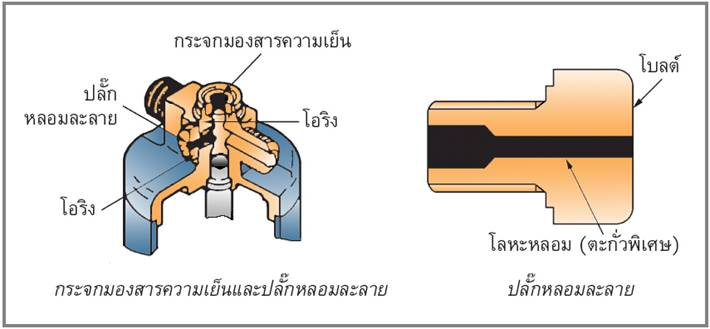 กระจกมองสารความเย็น
ปลั๊ก
หลอมละลาย
โอริง
โอริง
กระจกมองสารความเย็นและปลั๊กหลอมละลาย
โบลต์
โลหะหลอม (ตะกั่วพิเศษ)
ปลั๊กหลอมละลาย